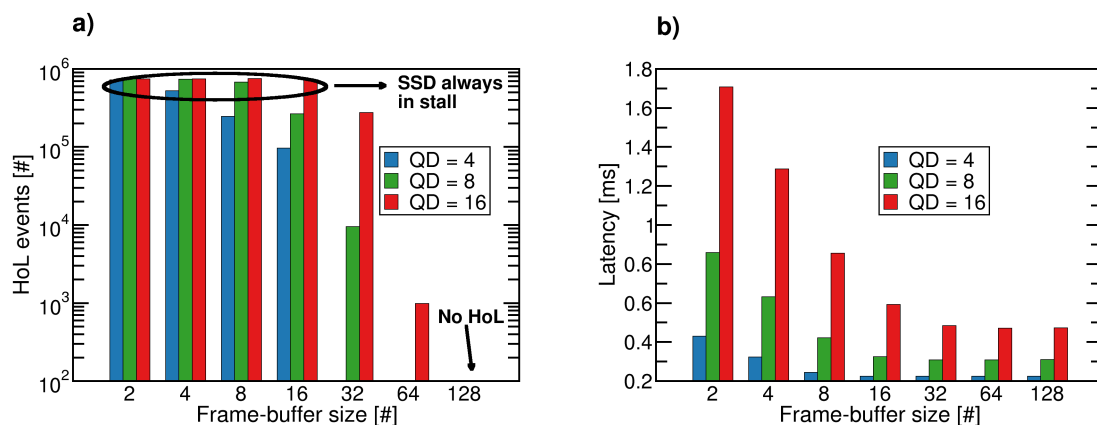 a)
HoL events [#]
10^6
10^5
10^4
10^3
10^2
SSD always
in stall
QD = 4
QD = 8
QD = 16
No HoL
2 4 8 16 32 64 128
Frame-buffer size [#]
b)
Latency [ms]
1.8
1.6
1.2
1.2
1
0.6
0.6
0.4
0.2
QD = 4
QD = 8
QD = 16
2 4 8 16 32 64 128
Frame-buffer size [#]